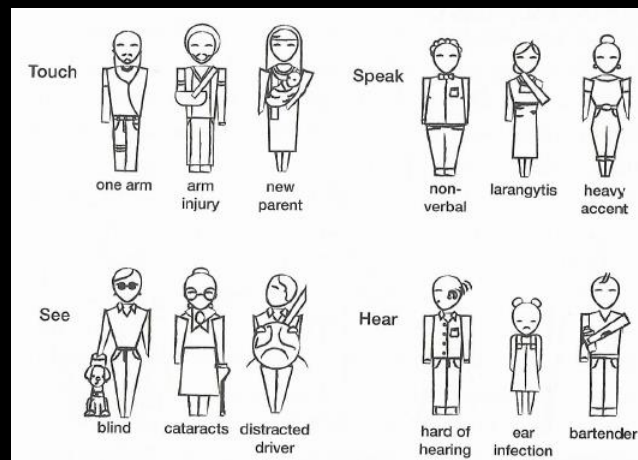 Touch
one arm
arm
injury
new
parent
Speak
non-
verbal
larangytis
heavy
accent
See
blind
cataracts
distracted
driver
Hear
hard of
hearing
ear
infection
bartender